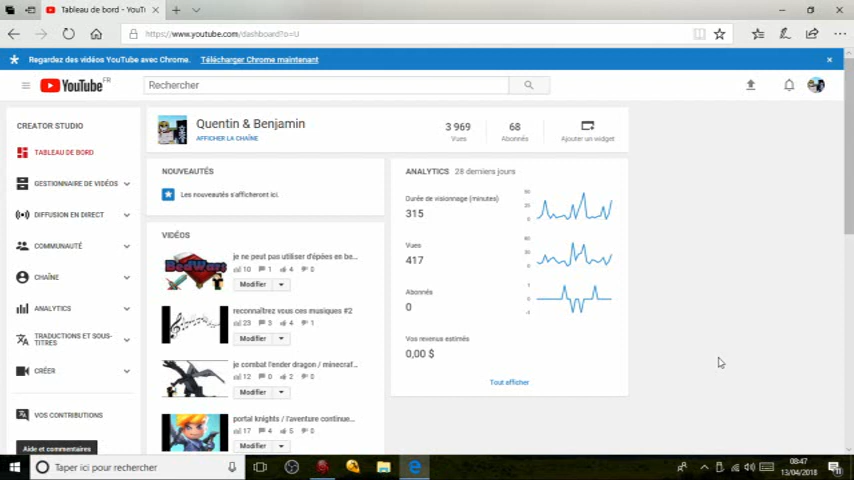 Tableau de bord - YouT
https://www.youtube.com/dashboard?o=U
Regardez des vidéos YouTube avec Chrome. Télécharger Chrome maintenant
YouTube FR
Rechercher
CREATOR STUDIO
TABLEAU DE BORD
GESTIONNAIRE DE VIDÉOS
DIFFUSION EN DIRECT
COMMUNAUTÉ
CHAÎNE
ANALYTICS
TRADUCTIONS ET SOUS-
TITRES
CRÉER
VOS CONTRIBUTIONS
Aide et commentaires
Quentin & Benjamin
AFFICHER LA CHAÎNE
3 969
Vues
68
Abonnés
Ajouter un widget
NOUVEAUTÉS
Les nouveautés s'afficheront ici.
VIDÉOS
BedWars
je ne peut pas utiliser d'épées en be...
10 1 4 0
Modifier
reconnaîtrez vous ces musiques #2
23 3 4 1
Modifier
je combat l'ender dragon / minecraf...
12 0 2 0
Modifier
portal knights / l'aventure continue...
17 4 5 0
Modifier
ANALYTICS 28 derniers jours
Durée de visionnage (minutes)
315
Vues
417
Abonnés
0
Vos revenus estimés
0,00 $
Tout afficher
Taper ici pour rechercher
08:47
13/04/2018